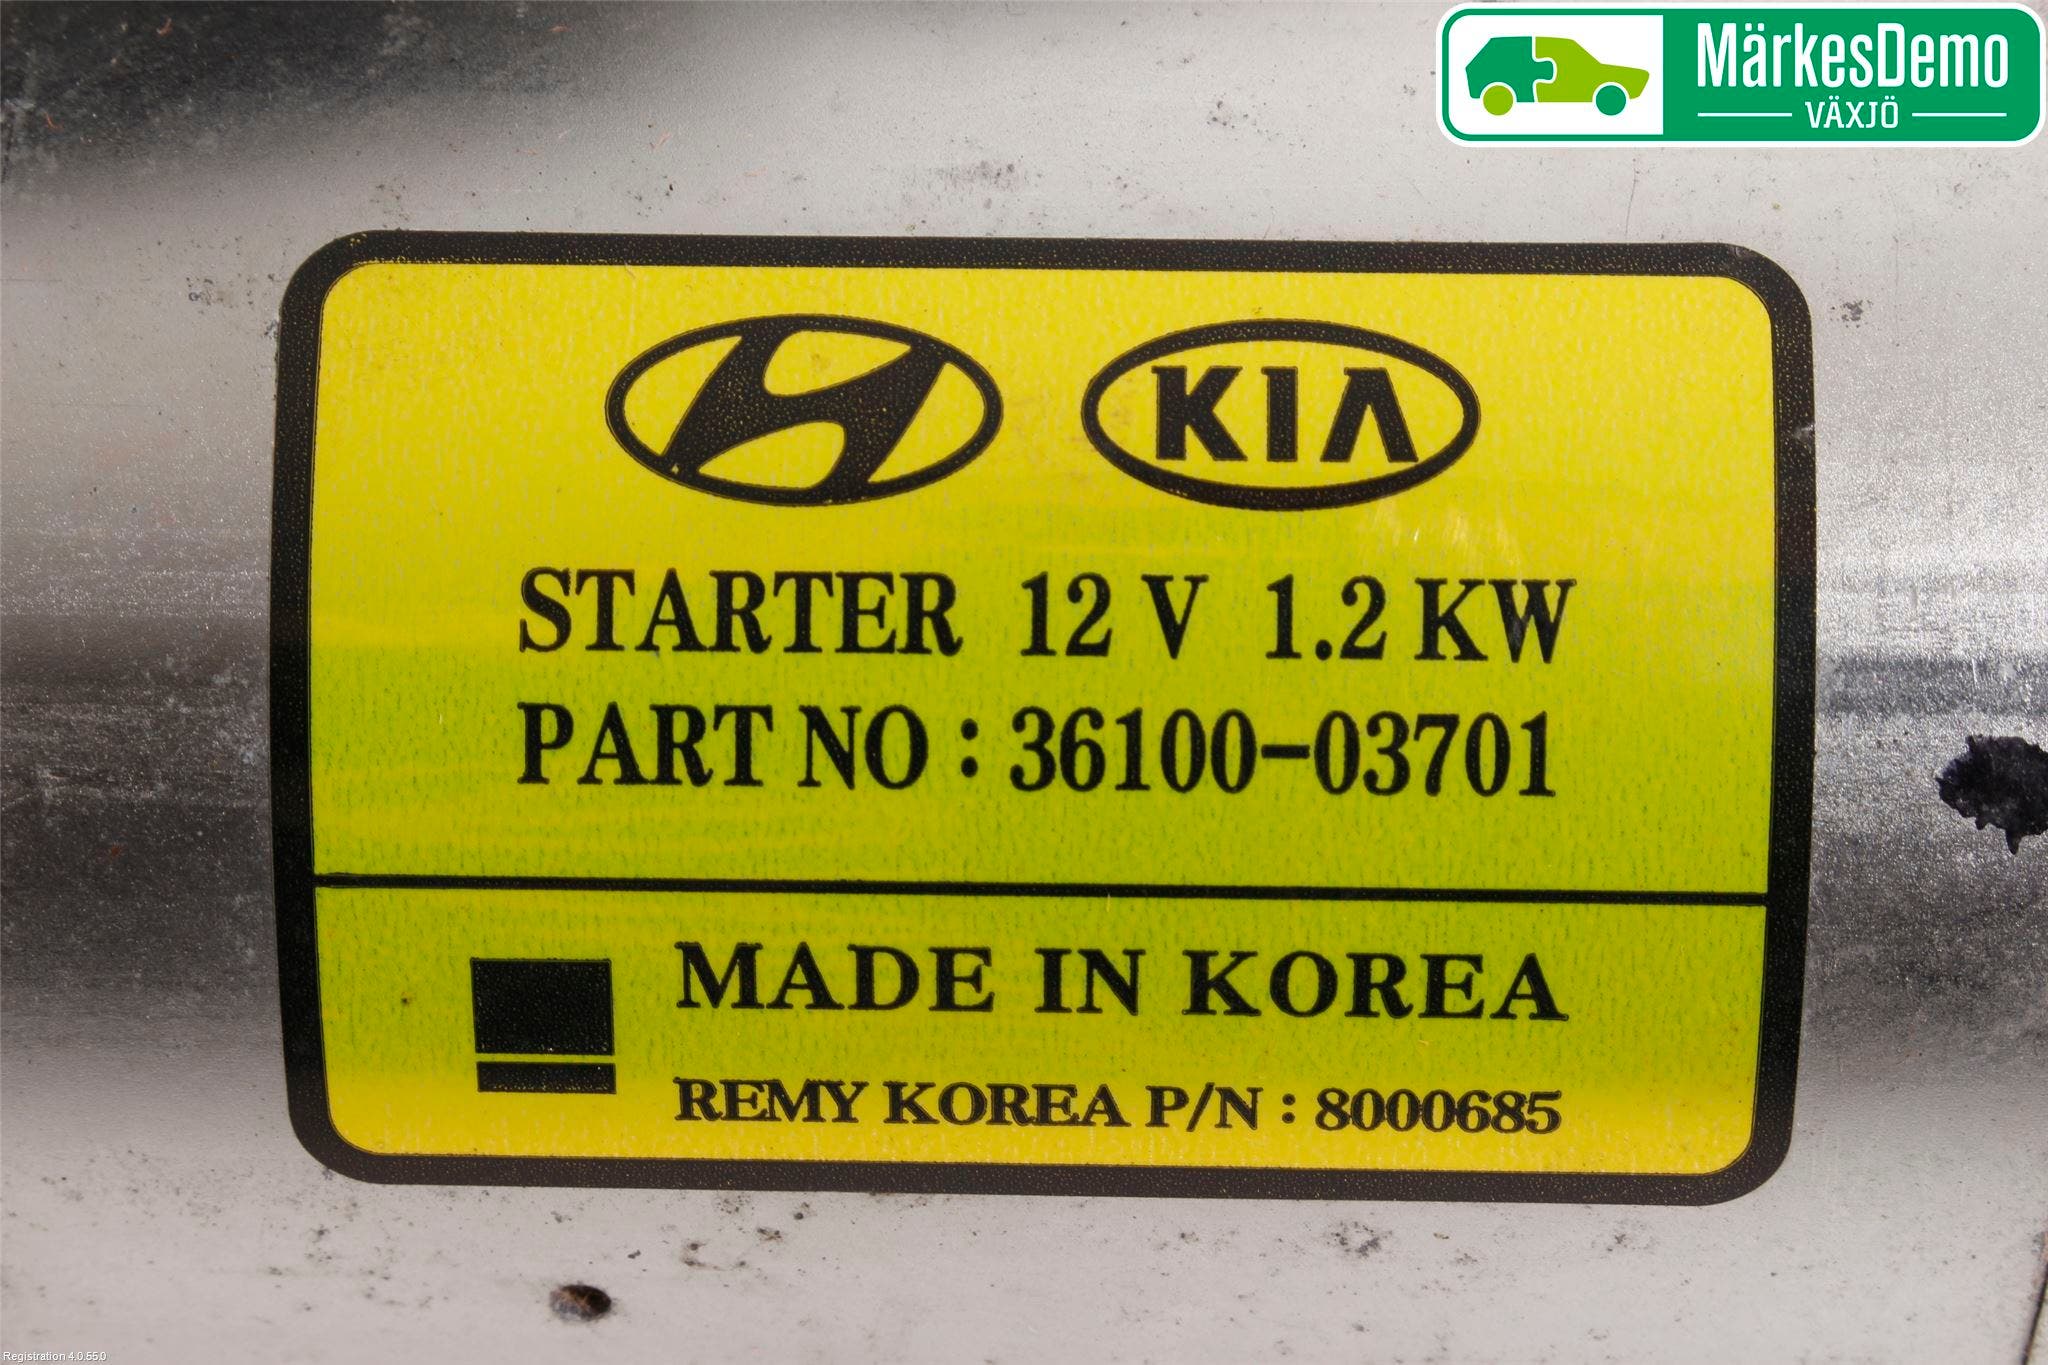 MärkesDemo
VÄXJÖ
KIA
STARTER 12 V 1.2 KW
PART NO : 36100-03701
MADE IN KOREA
REMY KOREA P/N : 8000685
Registration 4.0.55.0